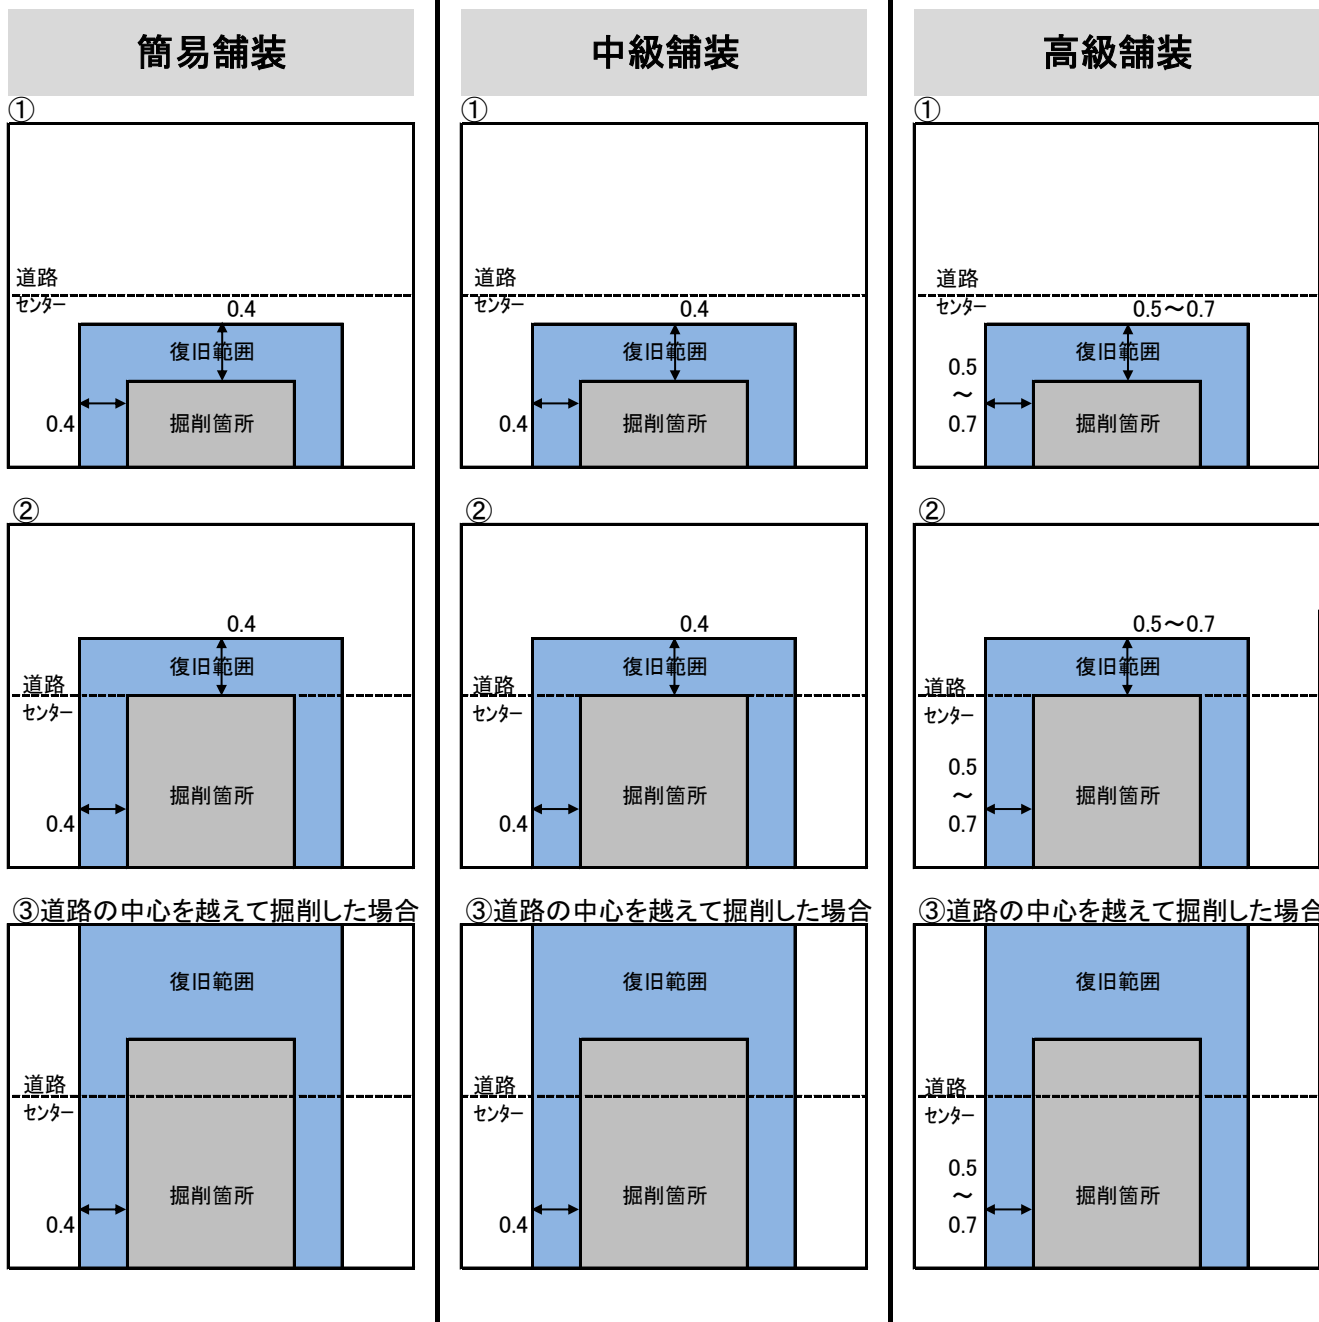 簡易舗装
①
道路
センター
0.4
復旧範囲
0.4
掘削箇所
②
0.4
復旧範囲
道路
センター
掘削箇所
0.4
③道路の中心を越えて掘削した場合
復旧範囲
道路
センター
掘削箇所
0.4
中級舗装
①
道路
センター
0.4
復旧範囲
0.4
掘削箇所
②
0.4
復旧範囲
道路
センター
掘削箇所
0.4
③道路の中心を越えて掘削した場合
復旧範囲
道路
センター
掘削箇所
0.4
高級舗装
①
道路
センター
0.5～0.7
復旧範囲
0.5
～
0.7
掘削箇所
②
0.5～0.7
復旧範囲
道路
センター
0.5
～
0.7
掘削箇所
③道路の中心を越えて掘削した場合
復旧範囲
道路
センター
0.5
～
0.7
掘削箇所